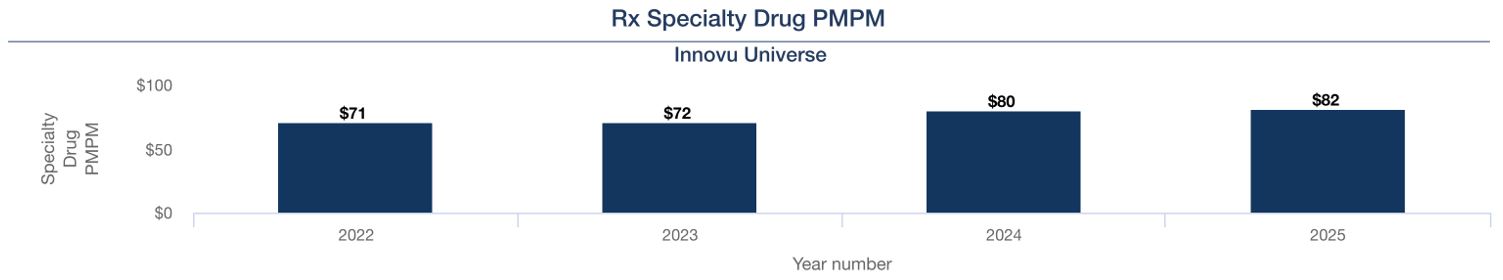 Rx Specialty Drug PMPM
Innovu Universe
Specialty
Drug
PMPM
$100
$50
$0
$71
$72
$80
$82
2022
2023
2024
2025
Year number